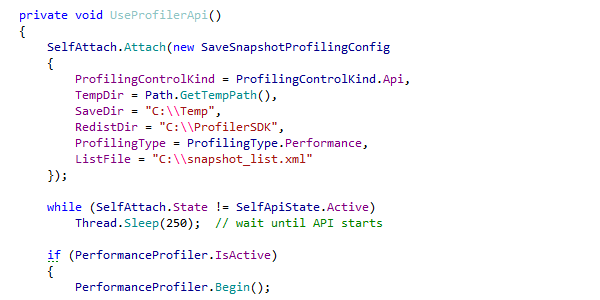 private void UseProfilerApi()
{
    SelfAttach.Attach(new SaveSnapshotProfilingConfig
    {
        ProfilingControlKind = ProfilingControlKind.Api,
        TempDir = Path.GetTempPath(),
        SaveDir = "C:\\Temp",
        RedistDir = "C:\\ProfilerSDK",
        ProfilingType = ProfilingType.Performance,
        ListFile = "C:\\snapshot_list.xml"
    });

    while (SelfAttach.State != SelfApiState.Active)
        Thread.Sleep(250);  // wait until API starts

    if (PerformanceProfiler.IsActive)
    {
        PerformanceProfiler.Begin();